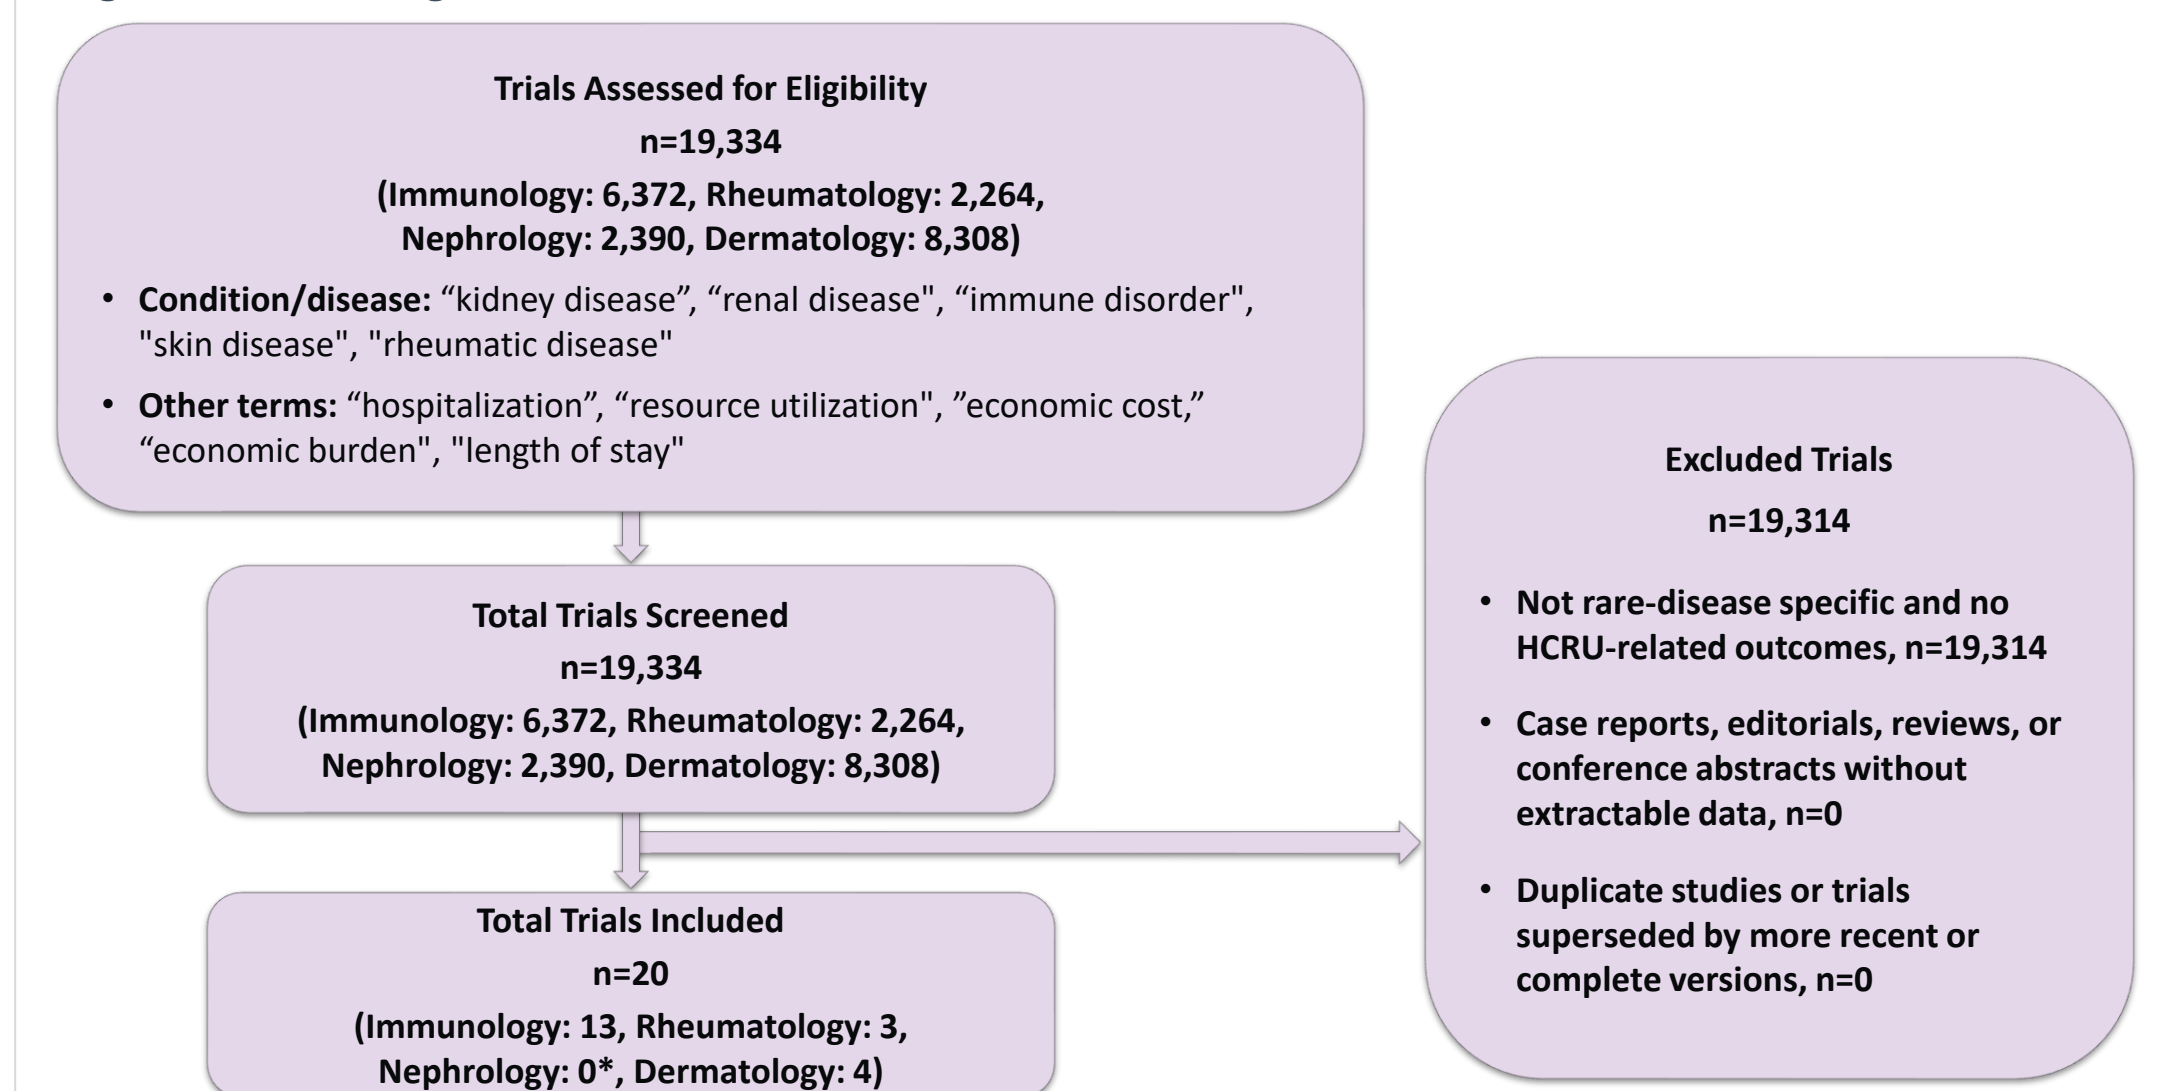 Trials Assessed for Eligibility
n=19,334
(Immunology: 6,372, Rheumatology: 2,264,
Nephrology: 2,390, Dermatology: 8,308)
• Condition/disease: “kidney disease”, “renal disease", “immune disorder",
"skin disease", "rheumatic disease"
• Other terms: “hospitalization”, “resource utilization", ”economic cost,”
“economic burden", "length of stay"
Total Trials Screened
n=19,334
(Immunology: 6,372, Rheumatology: 2,264,
Nephrology: 2,390, Dermatology: 8,308)
Excluded Trials
n=19,314
• Not rare-disease specific and no
HCRU-related outcomes, n=19,314
• Case reports, editorials, reviews, or
conference abstracts without
extractable data, n=0
• Duplicate studies or trials
superseded by more recent or
complete versions, n=0
Total Trials Included
n=20
(Immunology: 13, Rheumatology: 3,
Nephrology: 0*, Dermatology: 4)